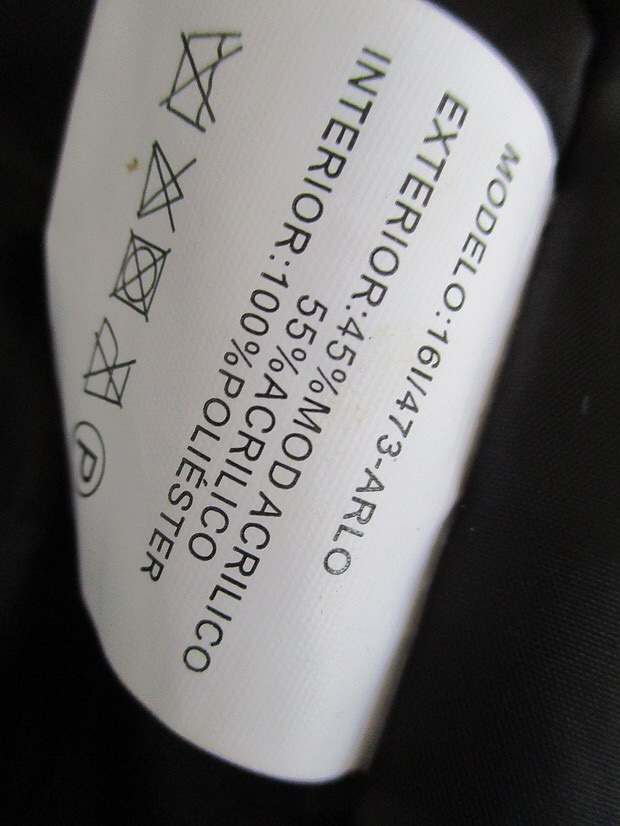 MODELO:16I/473-ARLO
EXTERIOR:45%MODACRILICO
55%ACRILICO
INTERIOR:100%POLIÉSTER
P